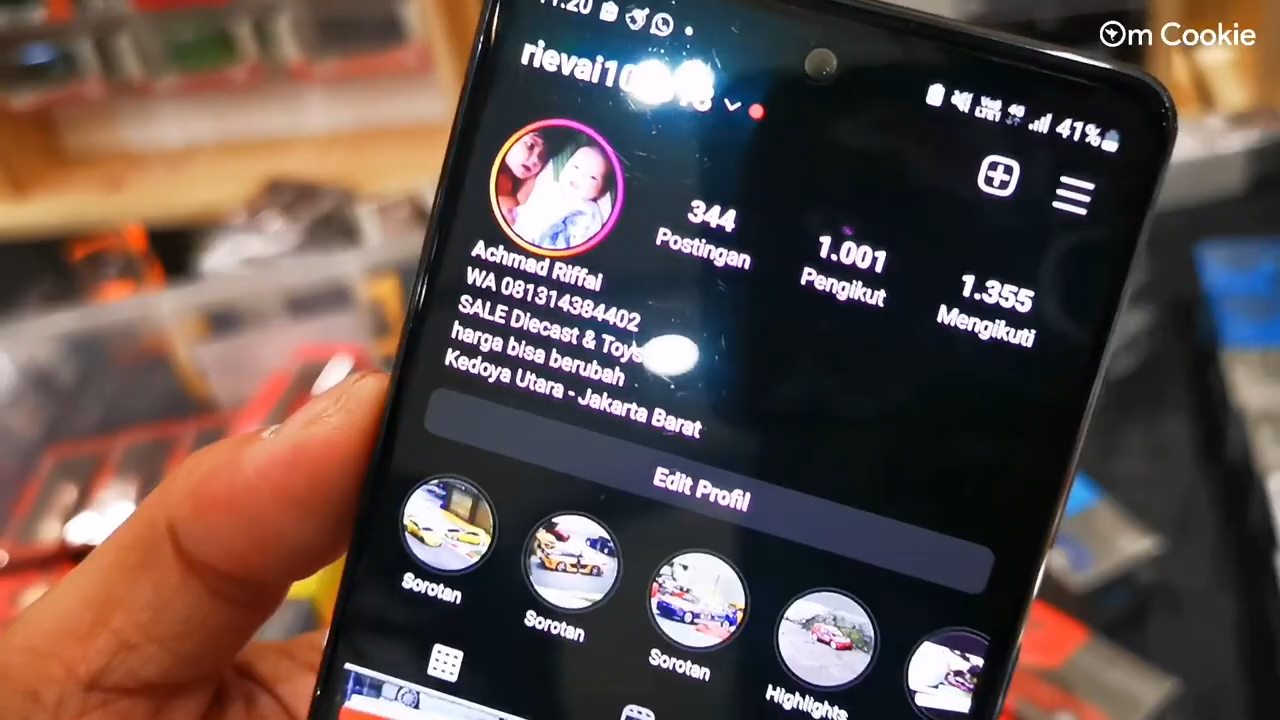 Om Cookie
41%
344
Postingan
1.001
Pengikut
1.355
Mengikuti
Achmad Riffai
WA 081314384402
SALE Diecast & Toys
harga bisa berubah
Kedoya Utara - Jakarta Barat
Edit Profil
Sorotan
Sorotan
Sorotan
Highlights